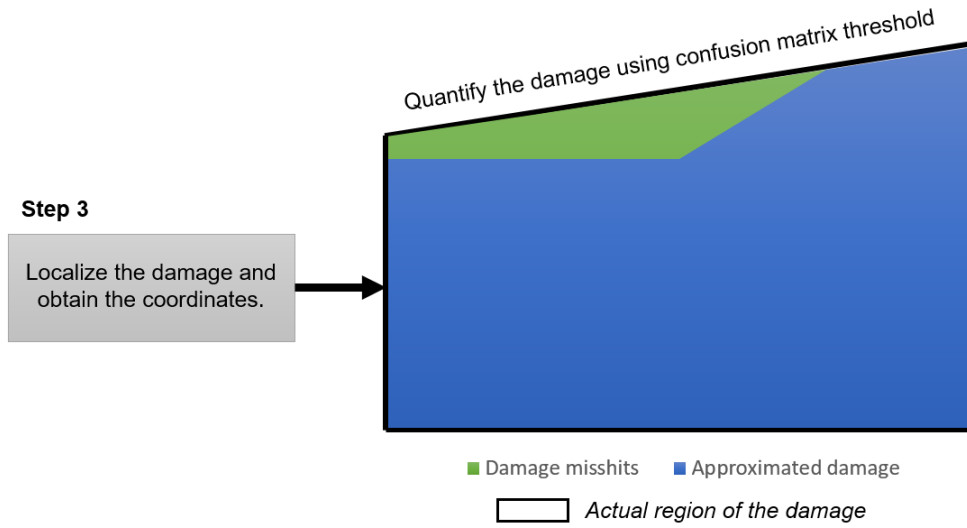 Quantify the damage using confusion matrix threshold
Step 3
Localize the damage and
obtain the coordinates.
Damage misshits
Approximated damage
Actual region of the damage